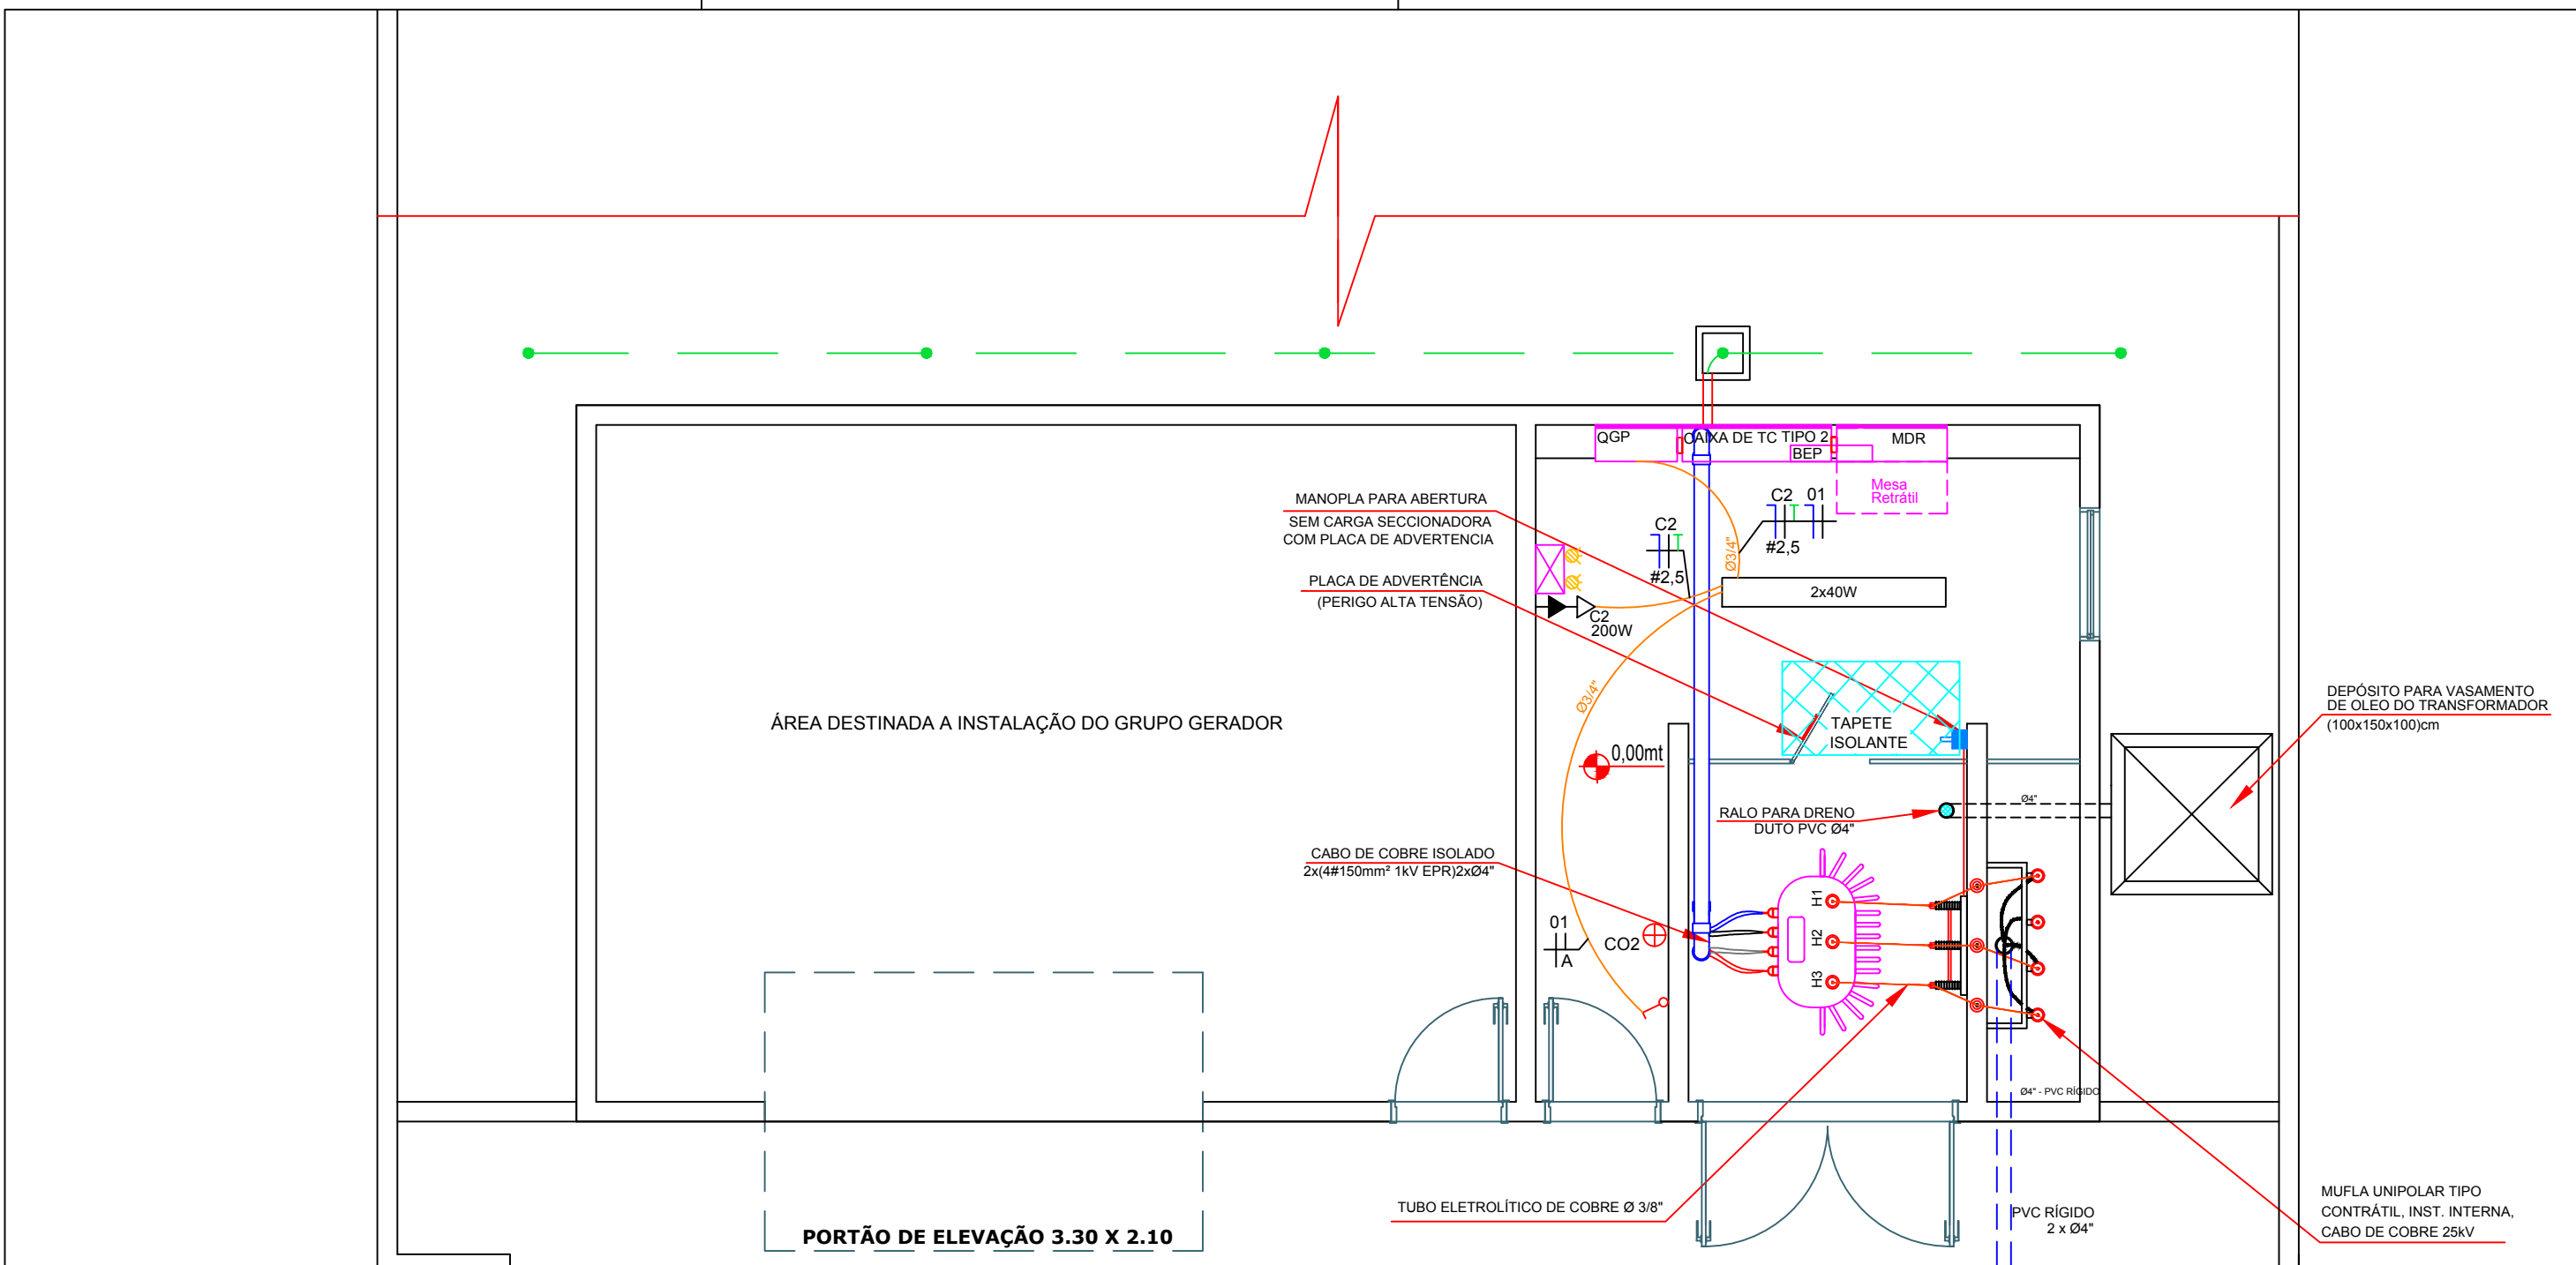 QGP
CAIXA DE TC TIPO 2
MDR
BEP
Mesa
Retrátil
MANOPLA PARA ABERTURA
SEM CARGA SECCIONADORA
COM PLACA DE ADVERTENCIA
C2
#2,5
C2 01
#2,5
Ø3/4"
PLACA DE ADVERTÊNCIA
(PERIGO ALTA TENSÃO)
2x40W
C2
200W
Ø3/4"
ÁREA DESTINADA A INSTALAÇÃO DO GRUPO GERADOR
TAPETE
ISOLANTE
0,00mt
DEPÓSITO PARA VASAMENTO
DE OLEO DO TRANSFORMADOR
(100x150x100)cm
RALO PARA DRENO
DUTO PVC Ø4"
Ø4"
CABO DE COBRE ISOLADO
2x(4#150mm² 1kV EPR)2xØ4"
H1
H2
H3
01
A
CO2
Ø4" - PVC RÍGIDO
TUBO ELETROLÍTICO DE COBRE Ø 3/8"
PVC RÍGIDO
2 x Ø4"
MUFLA UNIPOLAR TIPO
CONTRÁTIL, INST. INTERNA,
CABO DE COBRE 25kV
PORTÃO DE ELEVAÇÃO 3.30 X 2.10